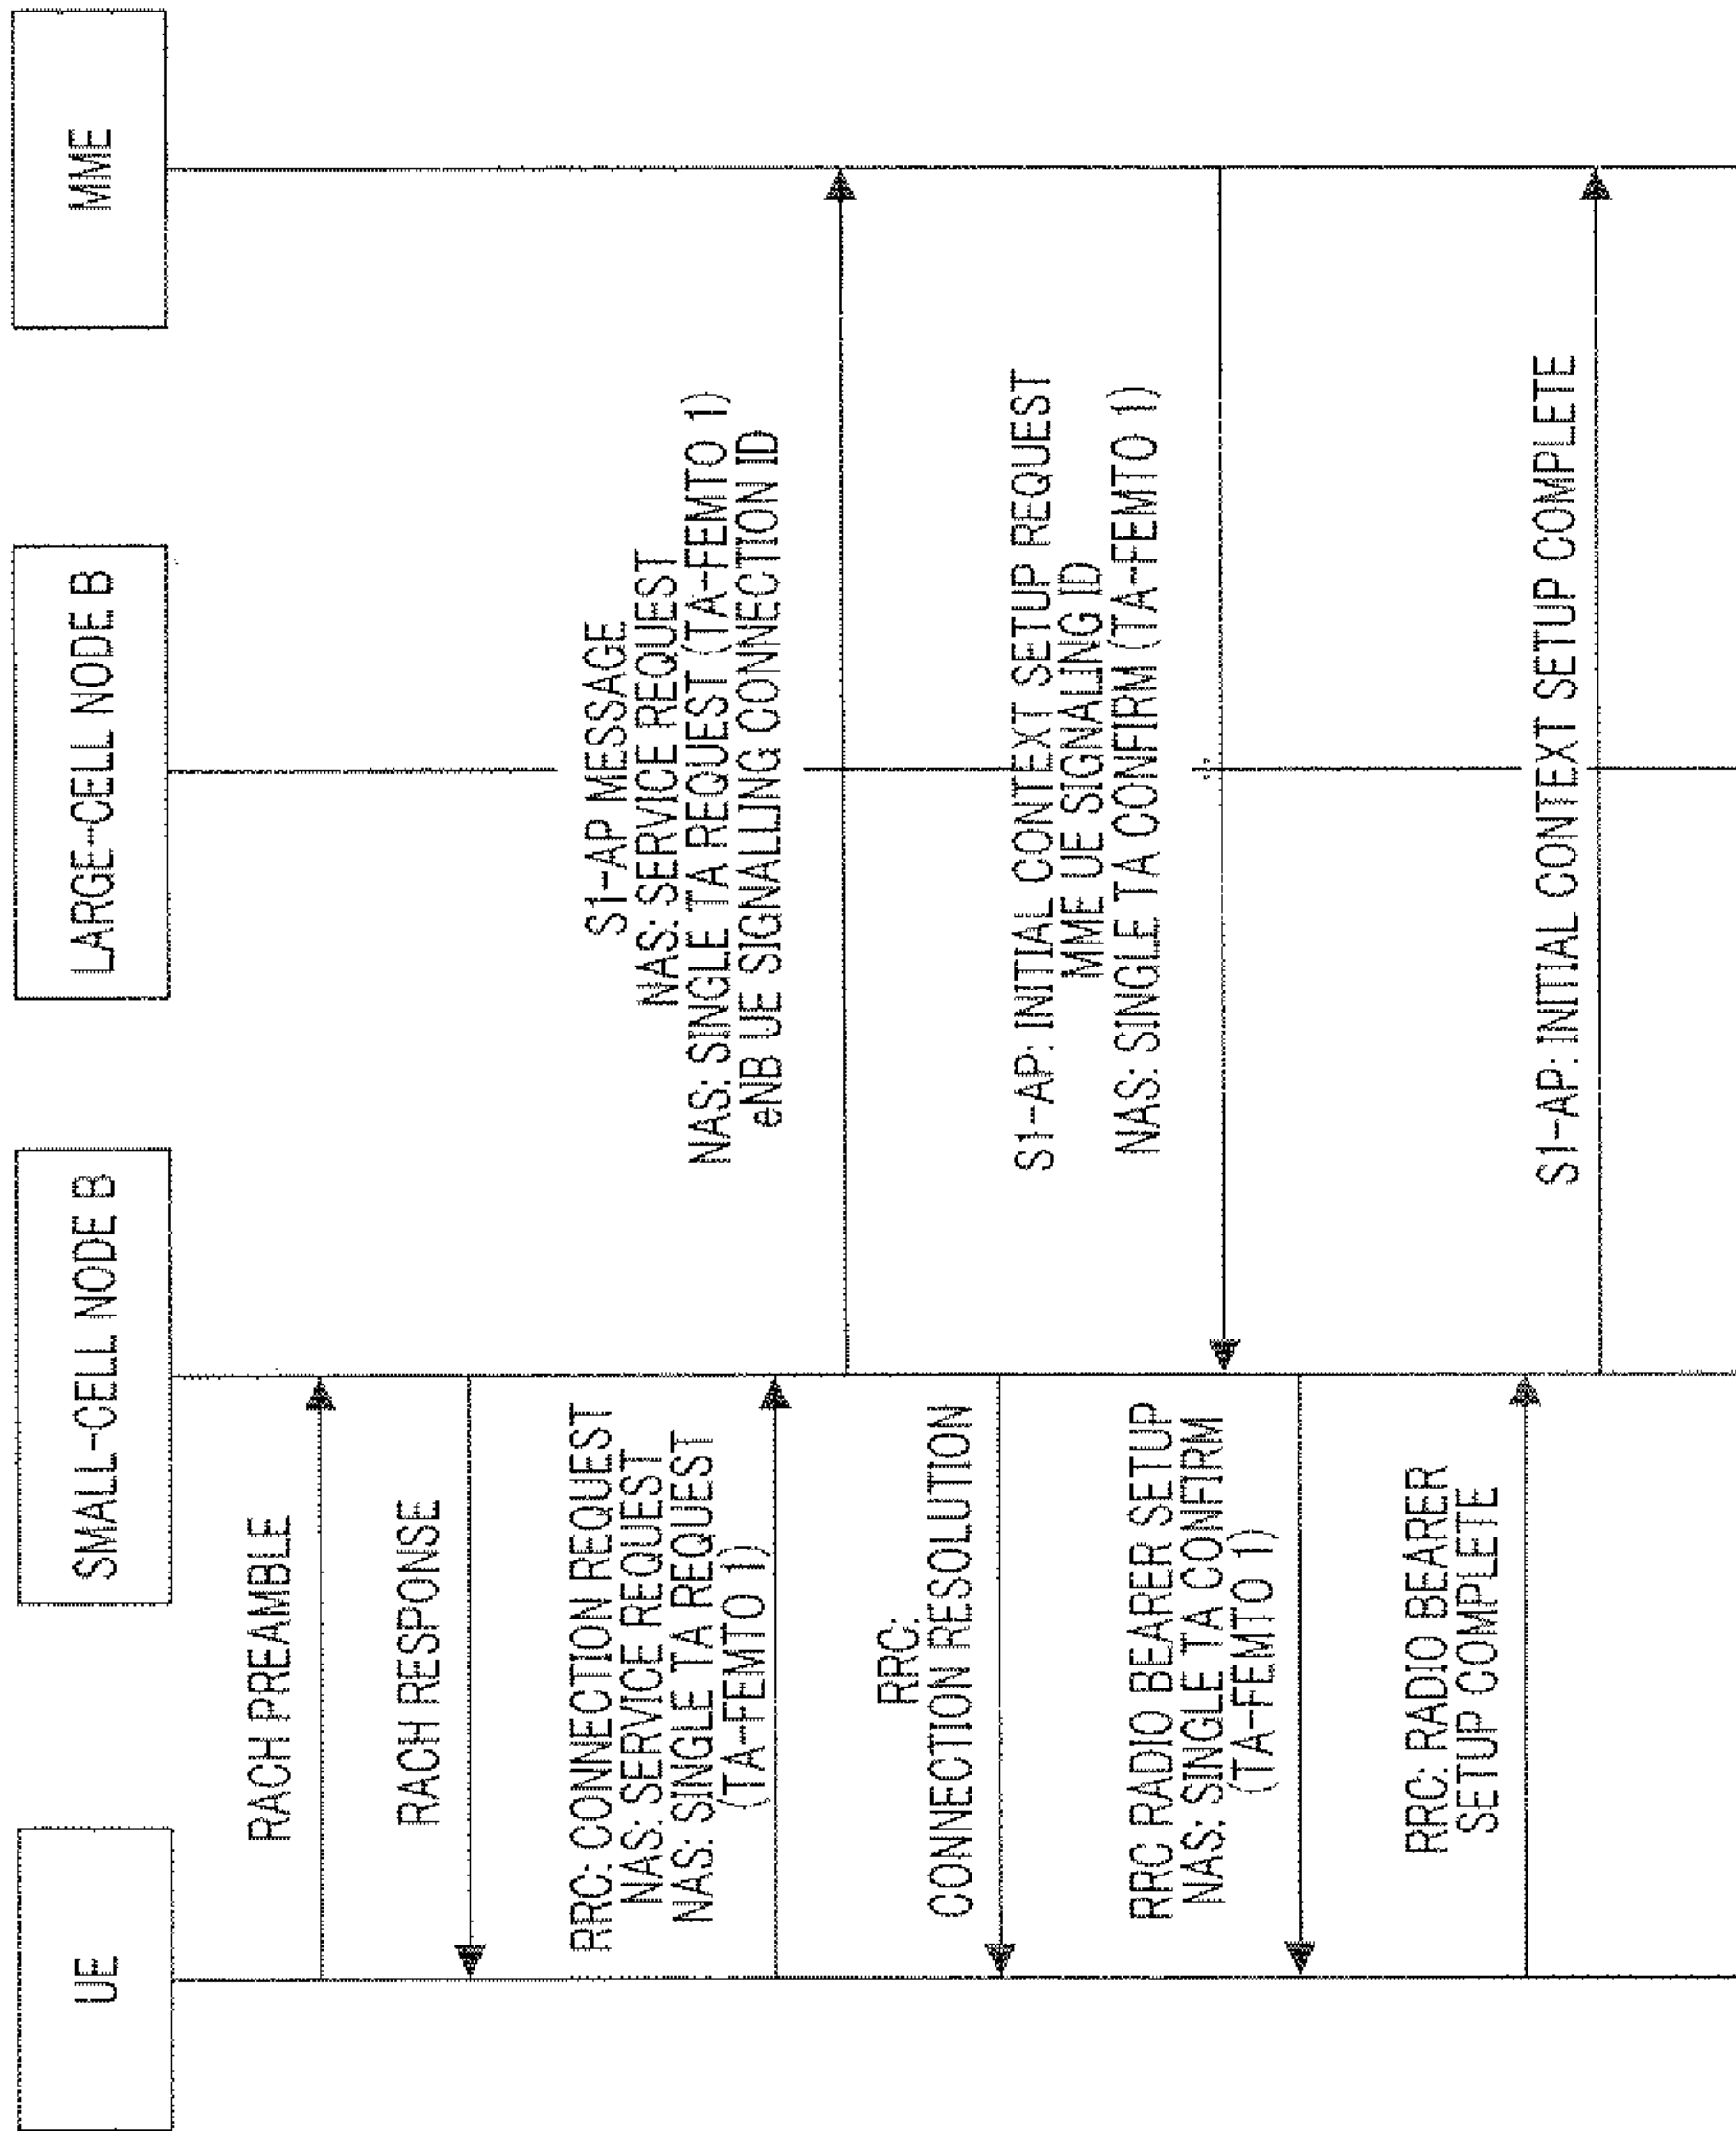 UE
SMALL-CELL NODE B
LARGE-CELL NODE B
MME
RACH PREAMBLE
RACH RESPONSE
RRC: CONNECTION REQUEST
NAS: SERVICE REQUEST
NAS: SINGLE TA REQUEST
(TA-FEMTO 1)
S1-AP MESSAGE
NAS: SERVICE REQUEST
NAS: SINGLE TA REQUEST (TA-FEMTO 1)
eNB UE SIGNALLING CONNECTION ID
RRC:
CONNECTION RESOLUTION
S1-AP: INITIAL CONTEXT SETUP REQUEST
MME UE SIGNALING ID
NAS: SINGLE TA CONFIRM (TA-FEMTO 1)
RRC RADIO BEARER SETUP
NAS: SINGLE TA CONFIRM
(TA-FEMTO 1)
RRC: RADIO BEARER
SETUP COMPLETE
S1-AP: INITIAL CONTEXT SETUP COMPLETE